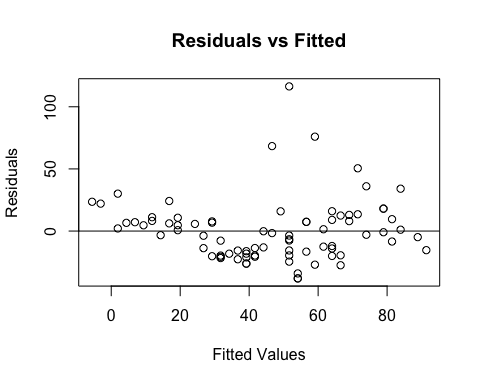 Residuals vs Fitted
100
50
0
Residuals
0 20 40 60 80
Fitted Values